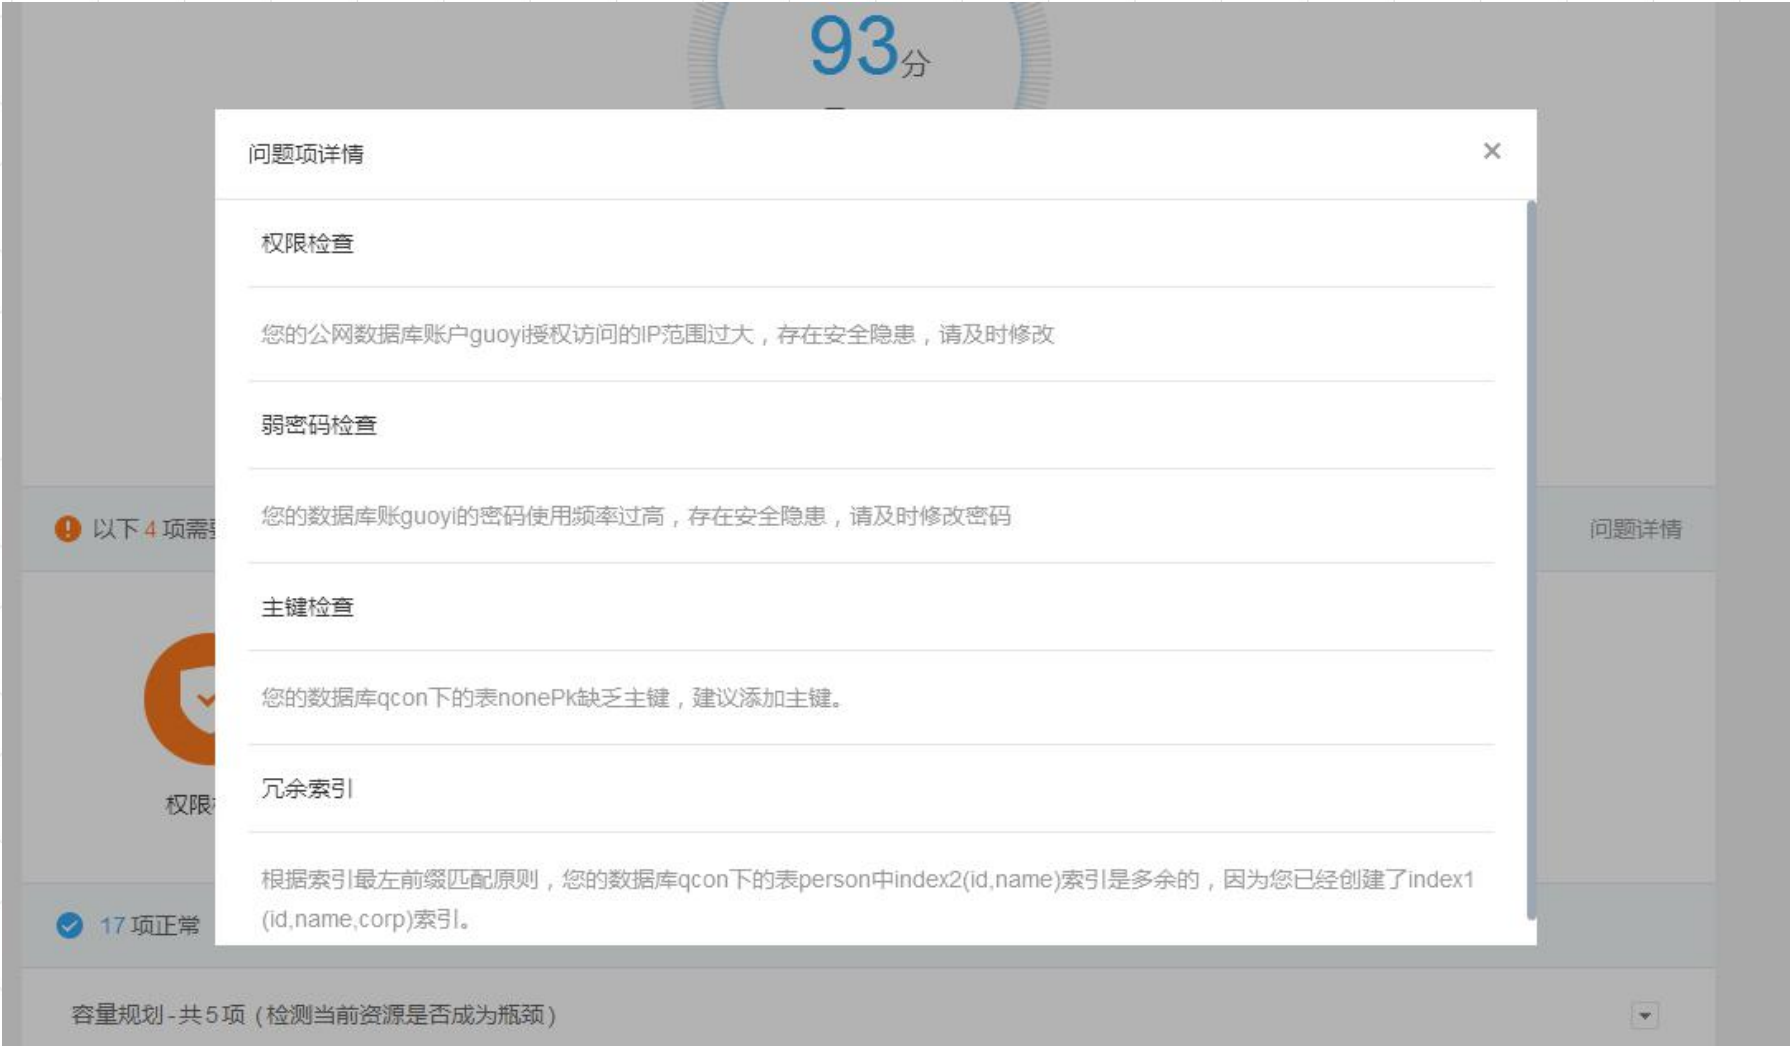 93分
问题项详情
×
权限检查
您的公网数据库账户guoyi授权访问的IP范围过大，存在安全隐患，请及时修改
弱密码检查
您的数据库账guoyi的密码使用频率过高，存在安全隐患，请及时修改密码
以下4项需
问题详情
主键检查
您的数据库qcon下的表nonePk缺乏主键，建议添加主键。
冗余索引
权限
根据索引最左前缀匹配原则，您的数据库qcon下的表person中index2(id,name)索引是多余的，因为您已经创建了index1
(id,name,corp)索引。
17项正常
容量规划-共5项（检测当前资源是否成为瓶颈）